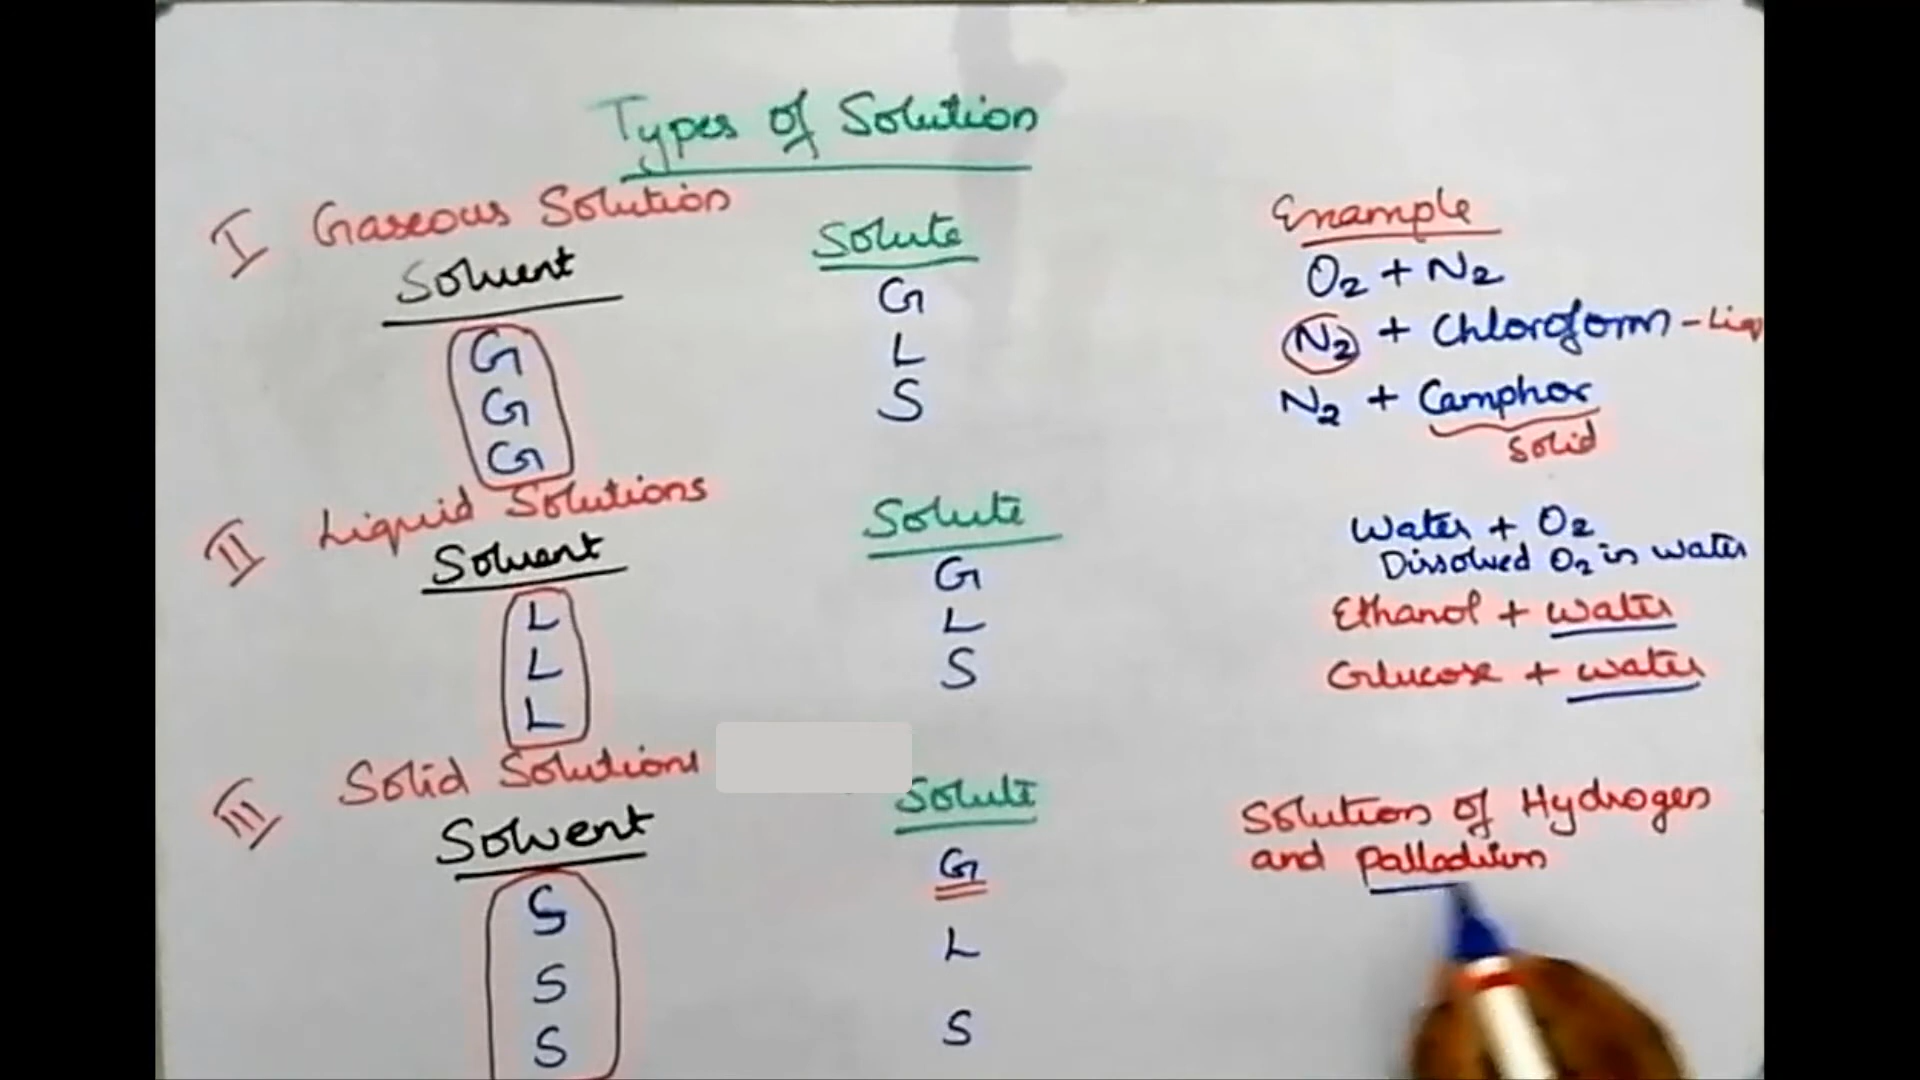 Types of Solution
I Gaseous Solution
Solvent Solute Example
G G O2 + N2
G L N2 + Chloroform - Liq
G S N2 + Camphor
Solid
II Liquid Solutions
Solvent Solute
L G Water + O2
Dissolved O2 in water
L L Ethanol + water
L S Glucose + water
III Solid Solutions
Solvent Solute
S G Solution of Hydrogen
and palladium
S L
S S